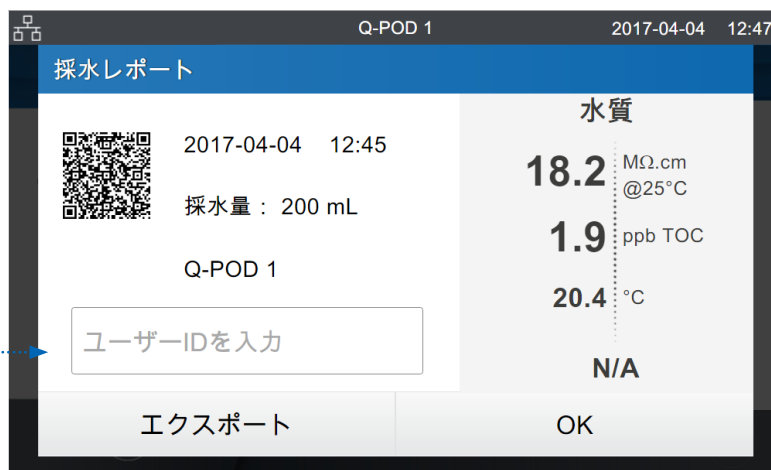 Q-POD 1 2017-04-04 12:47
採水レポート
2017-04-04 12:45
採水量： 200 mL
Q-POD 1
ユーザーIDを入力
水質
18.2 MΩ.cm
@25°C
1.9 ppb TOC
20.4 °C
N/A
エクスポート
OK